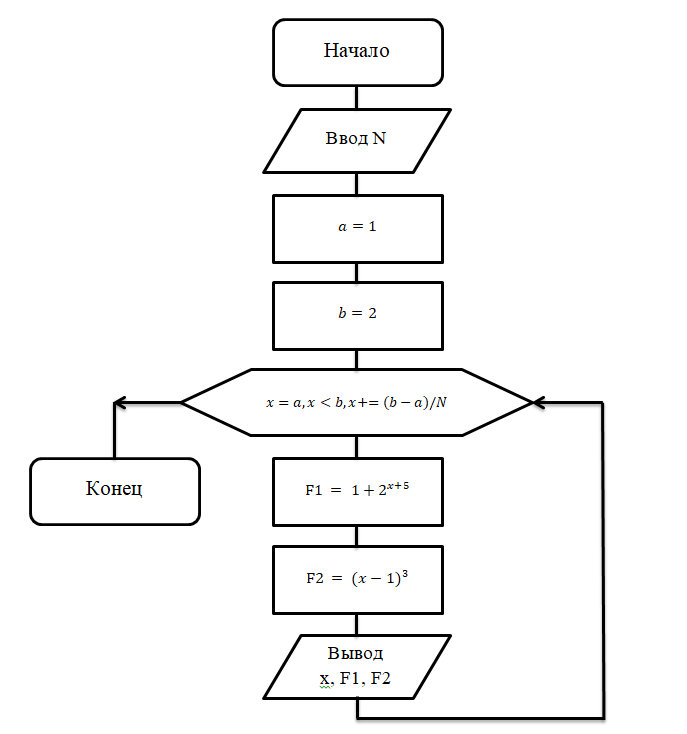 Начало
Ввод N
a = 1
b = 2
x = a, x < b, x+= (b − a)/N
Конец
F1 = 1 + 2^{x+5}
F2 = (x − 1)^3
Вывод
x, F1, F2